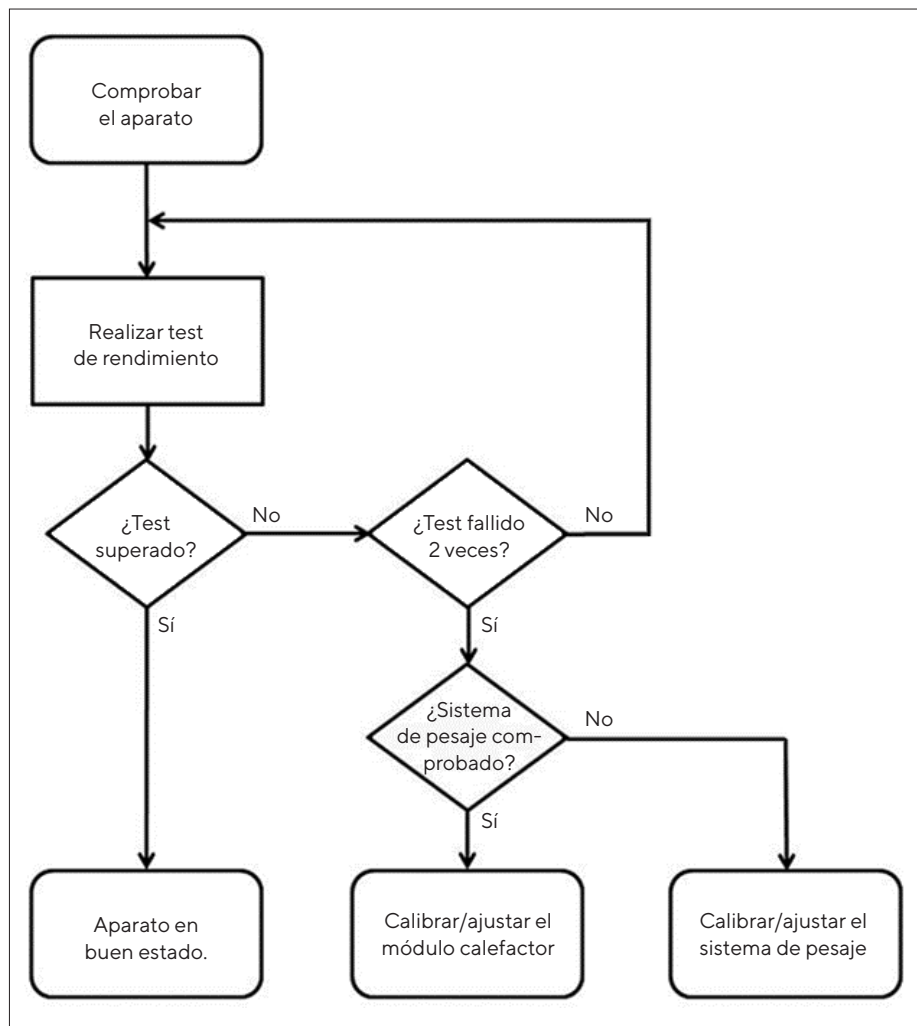 Comprobar
el aparato
Realizar test
de rendimiento
¿Test
superado?
No
¿Test fallido
2 veces?
No
Sí
Sí
¿Sistema
de pesaje com-
probado?
No
Sí
Aparato en
buen estado.
Calibrar/ajustar el
módulo calefactor
Calibrar/ajustar el
sistema de pesaje